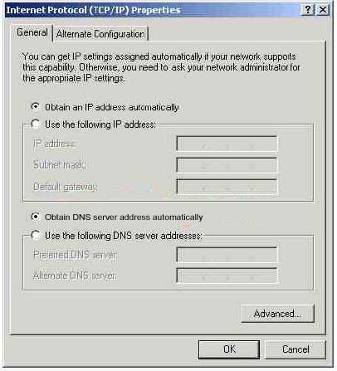 Internet Protocol (TCP/IP) Properties
General
Alternate Configuration
You can get IP settings assigned automatically if your network supports
this capability. Otherwise, you need to ask your network administrator for
the appropriate IP settings.
Obtain an IP address automatically
Use the following IP address:
IP address:
Subnet mask:
Default gateway:
Obtain DNS server address automatically
Use the following DNS server addresses:
Preferred DNS server:
Alternate DNS server:
Advanced...
OK
Cancel